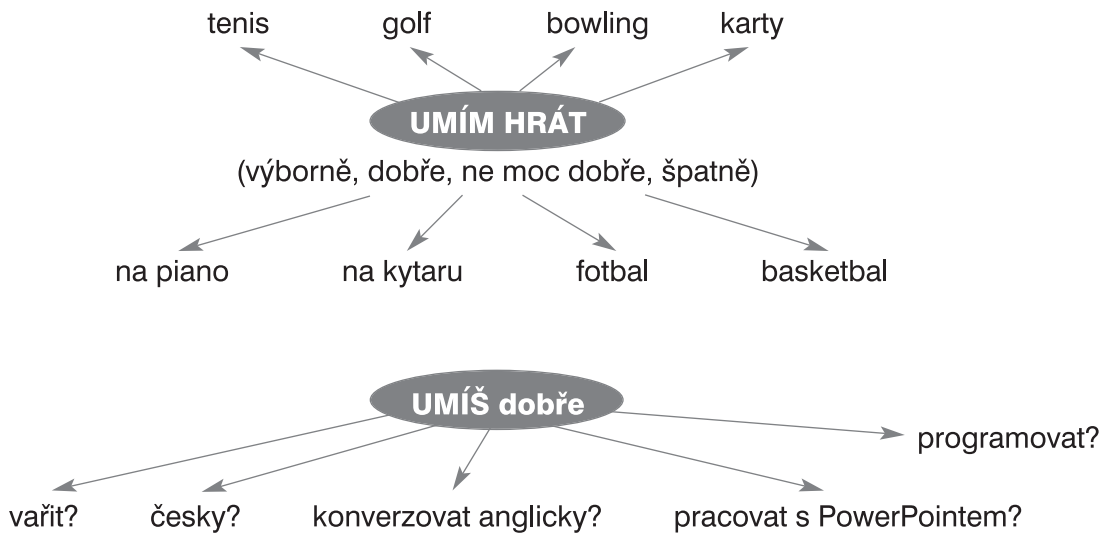 tenis golf bowling karty
UMÍM HRÁT
(výborně, dobře, ne moc dobře, špatně)
na piano na kytaru fotbal basketbal
UMÍŠ dobře
programovat?
vařit? česky? konverzovat anglicky? pracovat s PowerPointem?